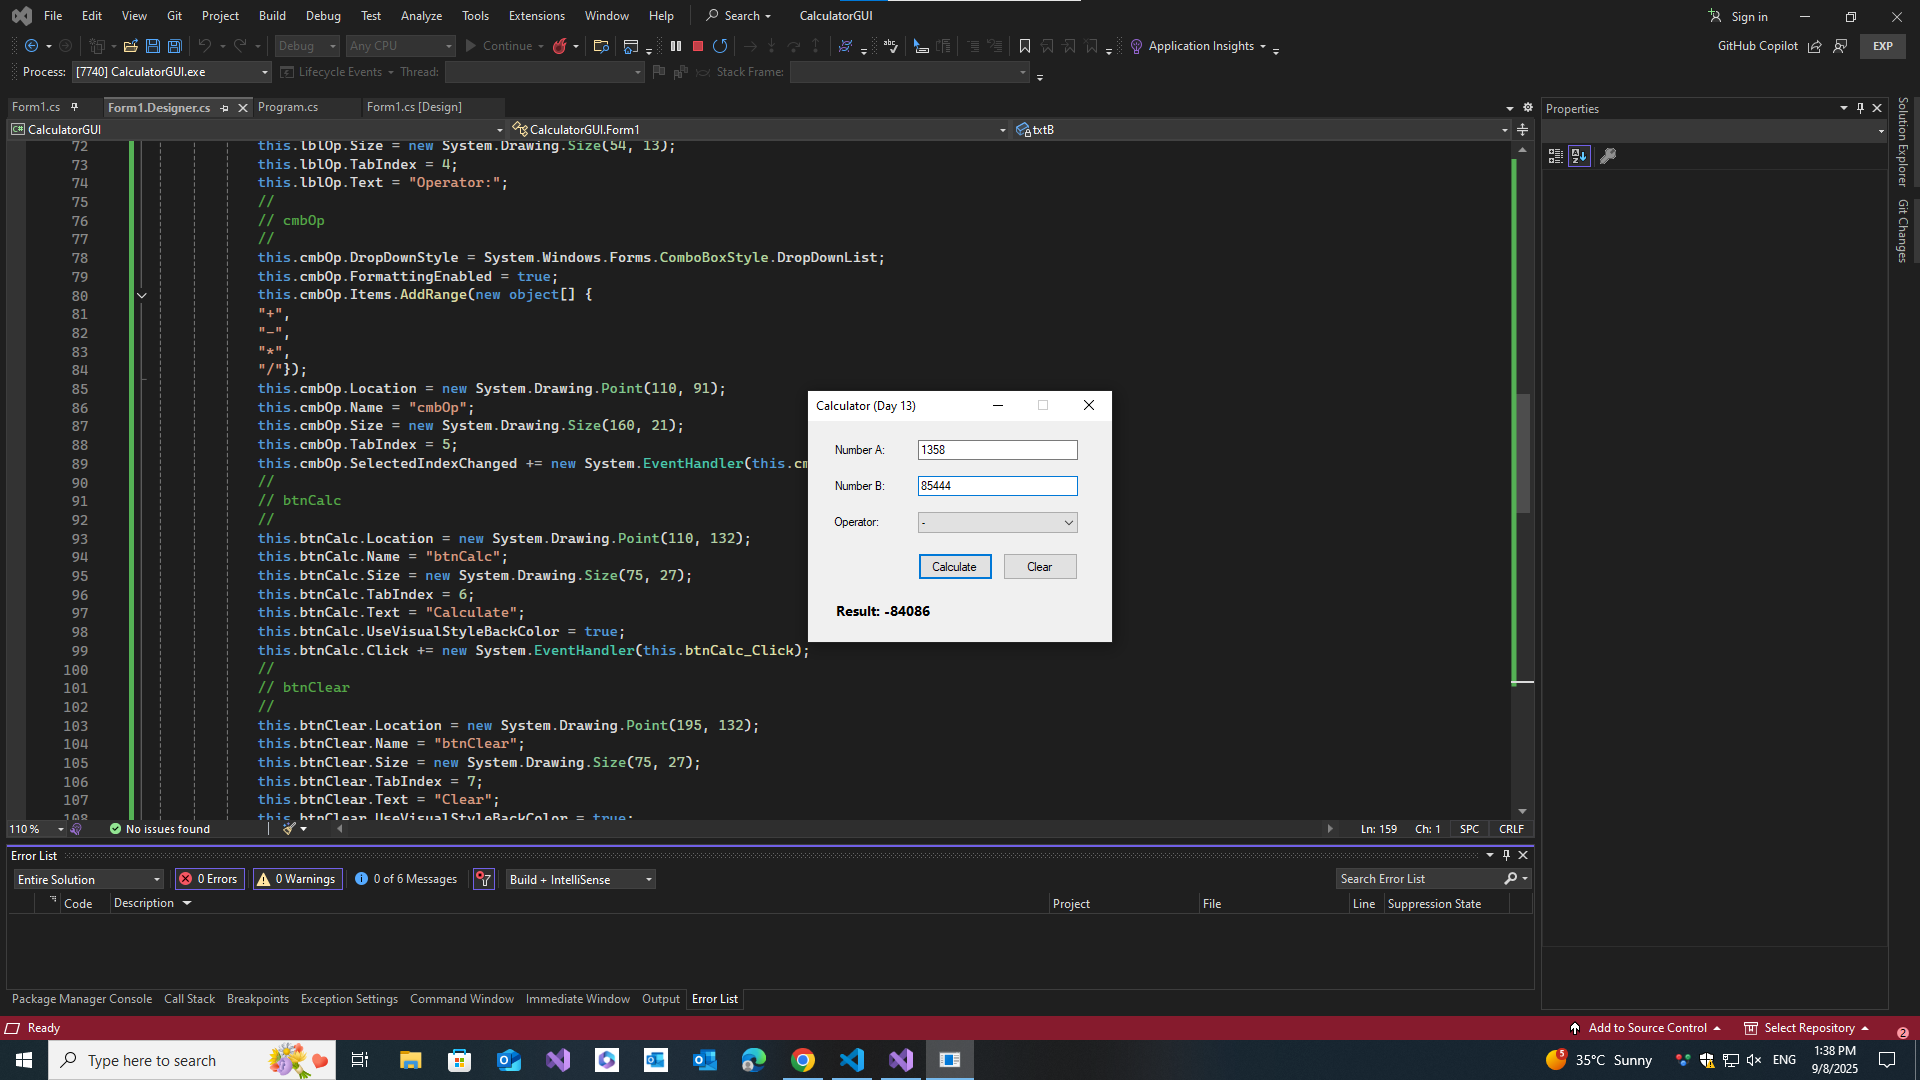 File Edit View Git Project Build Debug Test Analyze Tools Extensions Window Help Search CalculatorGUI Sign in
Debug Any CPU Continue Application Insights GitHub Copilot EXP
Process: [7740] CalculatorGUI.exe Lifecycle Events Thread: Stack Frame:
Form1.cs Form1.Designer.cs Program.cs Form1.cs [Design]
CalculatorGUI CalculatorGUI.Form1 txtB
72 this.lblOp.Size = new System.Drawing.Size(54, 13);
73 this.lblOp.TabIndex = 4;
74 this.lblOp.Text = "Operator:";
75 //
76 // cmbOp
77 //
78 this.cmbOp.DropDownStyle = System.Windows.Forms.ComboBoxStyle.DropDownList;
79 this.cmbOp.FormattingEnabled = true;
80 this.cmbOp.Items.AddRange(new object[] {
81 "+",
82 "-",
83 "*",
84 "/"});
85 this.cmbOp.Location = new System.Drawing.Point(110, 91);
86 this.cmbOp.Name = "cmbOp";
87 this.cmbOp.Size = new System.Drawing.Size(160, 21);
88 this.cmbOp.TabIndex = 5;
89 this.cmbOp.SelectedIndexChanged += new System.EventHandler(this.cm
90 //
91 // btnCalc
92 //
93 this.btnCalc.Location = new System.Drawing.Point(110, 132);
94 this.btnCalc.Name = "btnCalc";
95 this.btnCalc.Size = new System.Drawing.Size(75, 27);
96 this.btnCalc.TabIndex = 6;
97 this.btnCalc.Text = "Calculate";
98 this.btnCalc.UseVisualStyleBackColor = true;
99 this.btnCalc.Click += new System.EventHandler(this.btnCalc_Click);
100 //
101 // btnClear
102 //
103 this.btnClear.Location = new System.Drawing.Point(195, 132);
104 this.btnClear.Name = "btnClear";
105 this.btnClear.Size = new System.Drawing.Size(75, 27);
106 this.btnClear.TabIndex = 7;
107 this.btnClear.Text = "Clear";
108 this.btnClear.UseVisualStyleBackColor = true;
Calculator (Day 13)
Number A: 1358
Number B: 85444
Operator: -
Calculate Clear
Result: -84086
Properties
Solution Explorer
Git Changes
110 % No issues found Ln: 159 Ch: 1 SPC CRLF
Error List
Entire Solution 0 Errors 0 Warnings 0 of 6 Messages Build + IntelliSense Search Error List
Code Description Project File Line Suppression State
Package Manager Console Call Stack Breakpoints Exception Settings Command Window Immediate Window Output Error List
Ready Add to Source Control Select Repository 2
Type here to search 5 35°C Sunny ENG 1:38 PM
9/8/2025